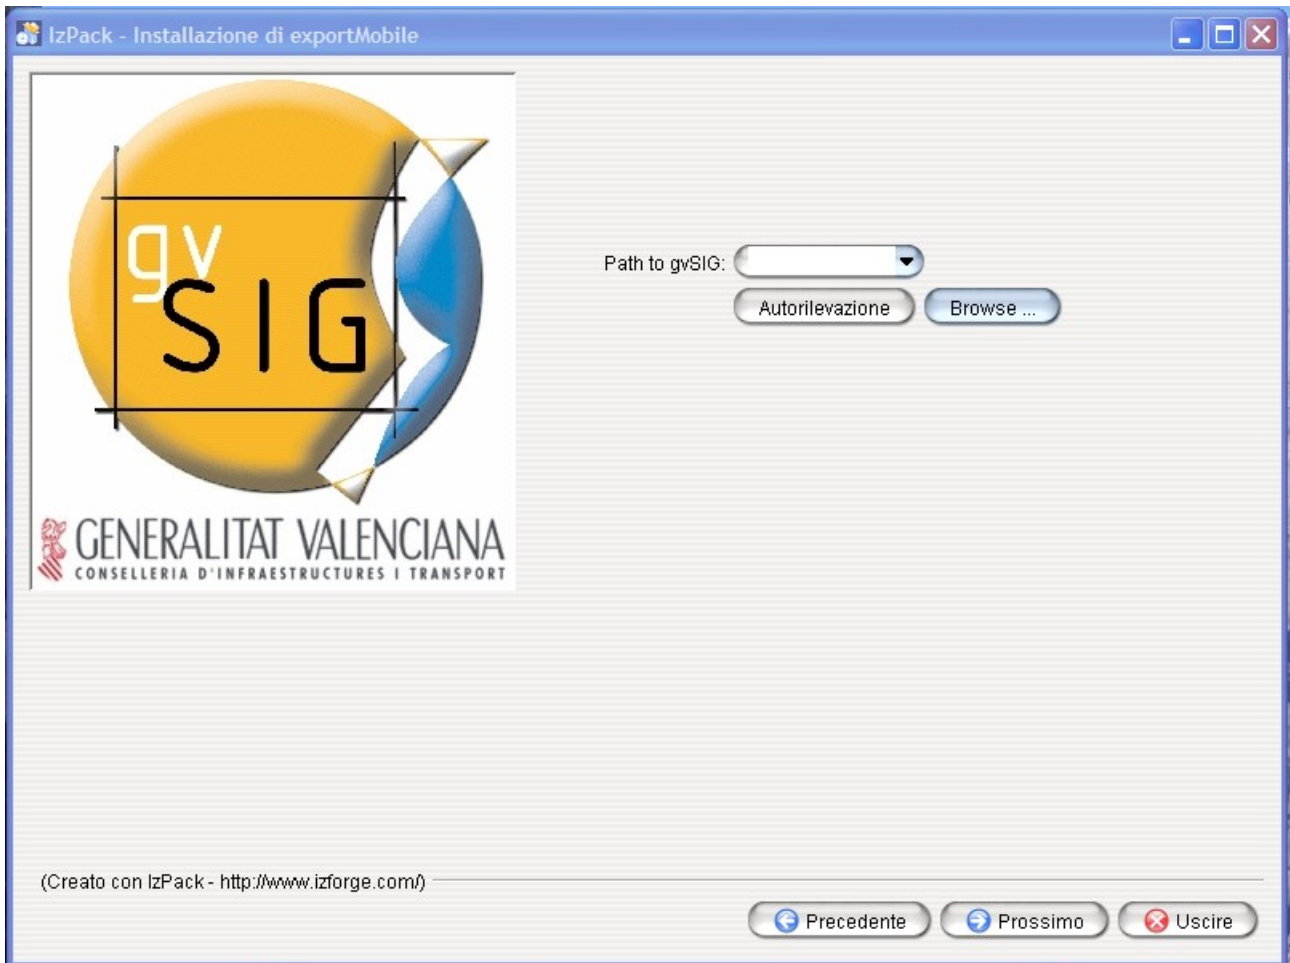 IzPack - Installazione di exportMobile
gv
SIG
GENERALITAT VALENCIANA
CONSELLERIA D'INFRAESTRUCTURES I TRANSPORT
Path to gvSIG:
Autorilevazione Browse ...
(Creato con IzPack - http://www.izforge.com/)
Precedente Prossimo Uscire